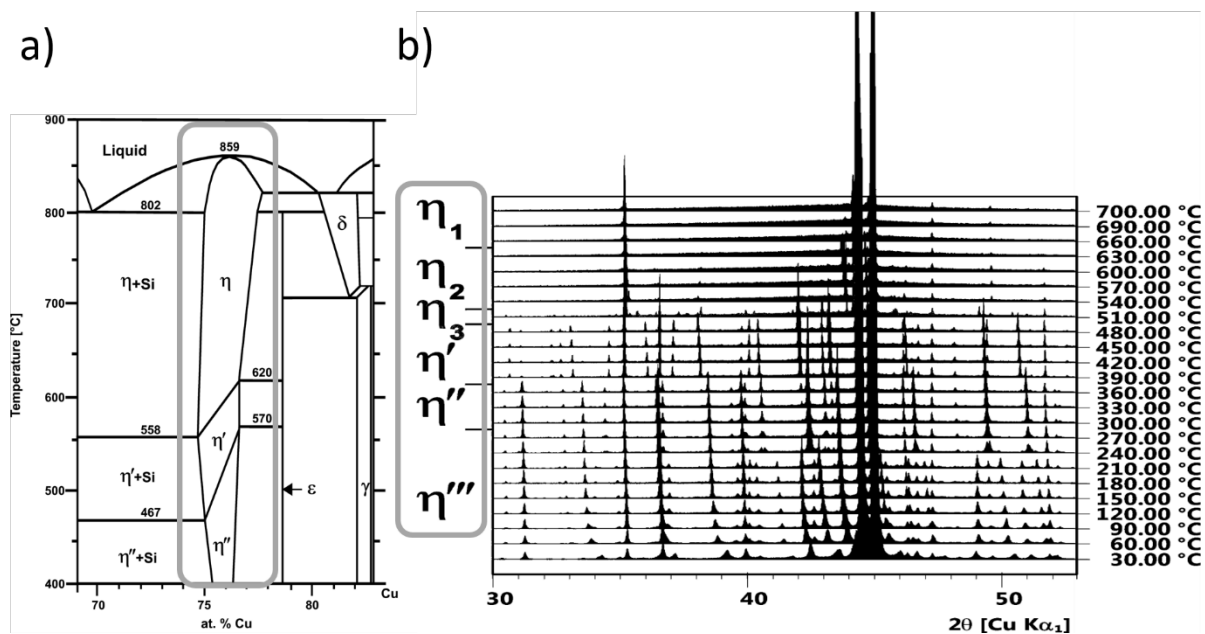 a)
b)
900
800
700
600
500
400
Temperature [°C]
Liquid
859
802
δ
η+Si
η
620
570
558
η'
η'+Si
ε
γ
467
η''
η''+Si
70
75
80
Cu
at. % Cu
η1
η2
η3
η'
η''
η'''
700.00 °C
690.00 °C
660.00 °C
630.00 °C
600.00 °C
570.00 °C
540.00 °C
510.00 °C
480.00 °C
450.00 °C
420.00 °C
390.00 °C
360.00 °C
330.00 °C
300.00 °C
270.00 °C
240.00 °C
210.00 °C
180.00 °C
150.00 °C
120.00 °C
90.00 °C
60.00 °C
30.00 °C
30
40
50
2θ [Cu Kα1]